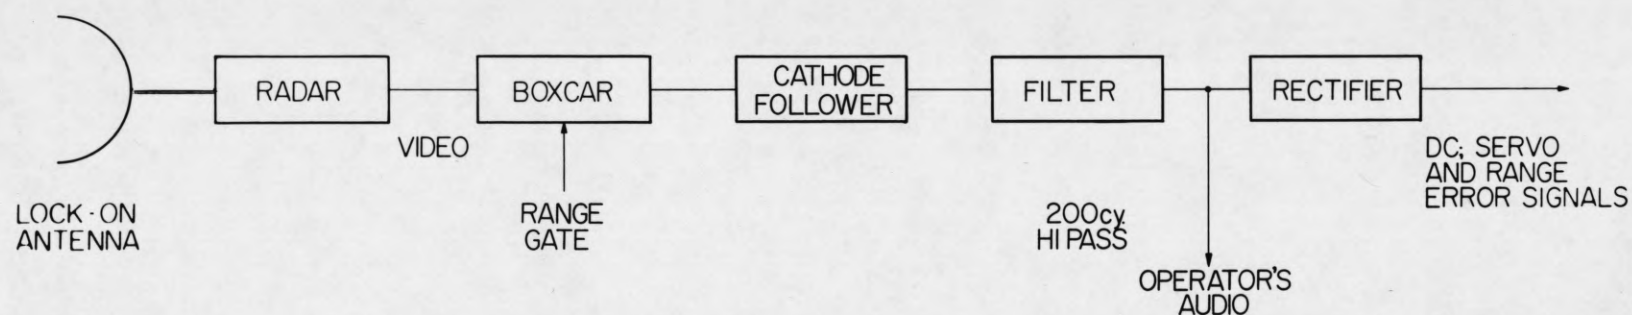 LOCK-ON
ANTENNA
RADAR
VIDEO
BOXCAR
RANGE
GATE
CATHODE
FOLLOWER
FILTER
200cy.
HI PASS
OPERATOR'S
AUDIO
RECTIFIER
DC; SERVO
AND RANGE
ERROR SIGNALS